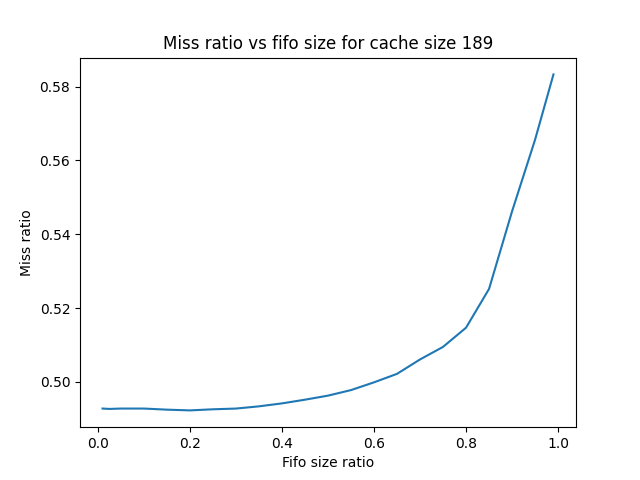 Miss ratio vs fifo size for cache size 189
0.58
0.56
0.54
0.52
0.50
Miss ratio
0.0 0.2 0.4 0.6 0.8 1.0
Fifo size ratio